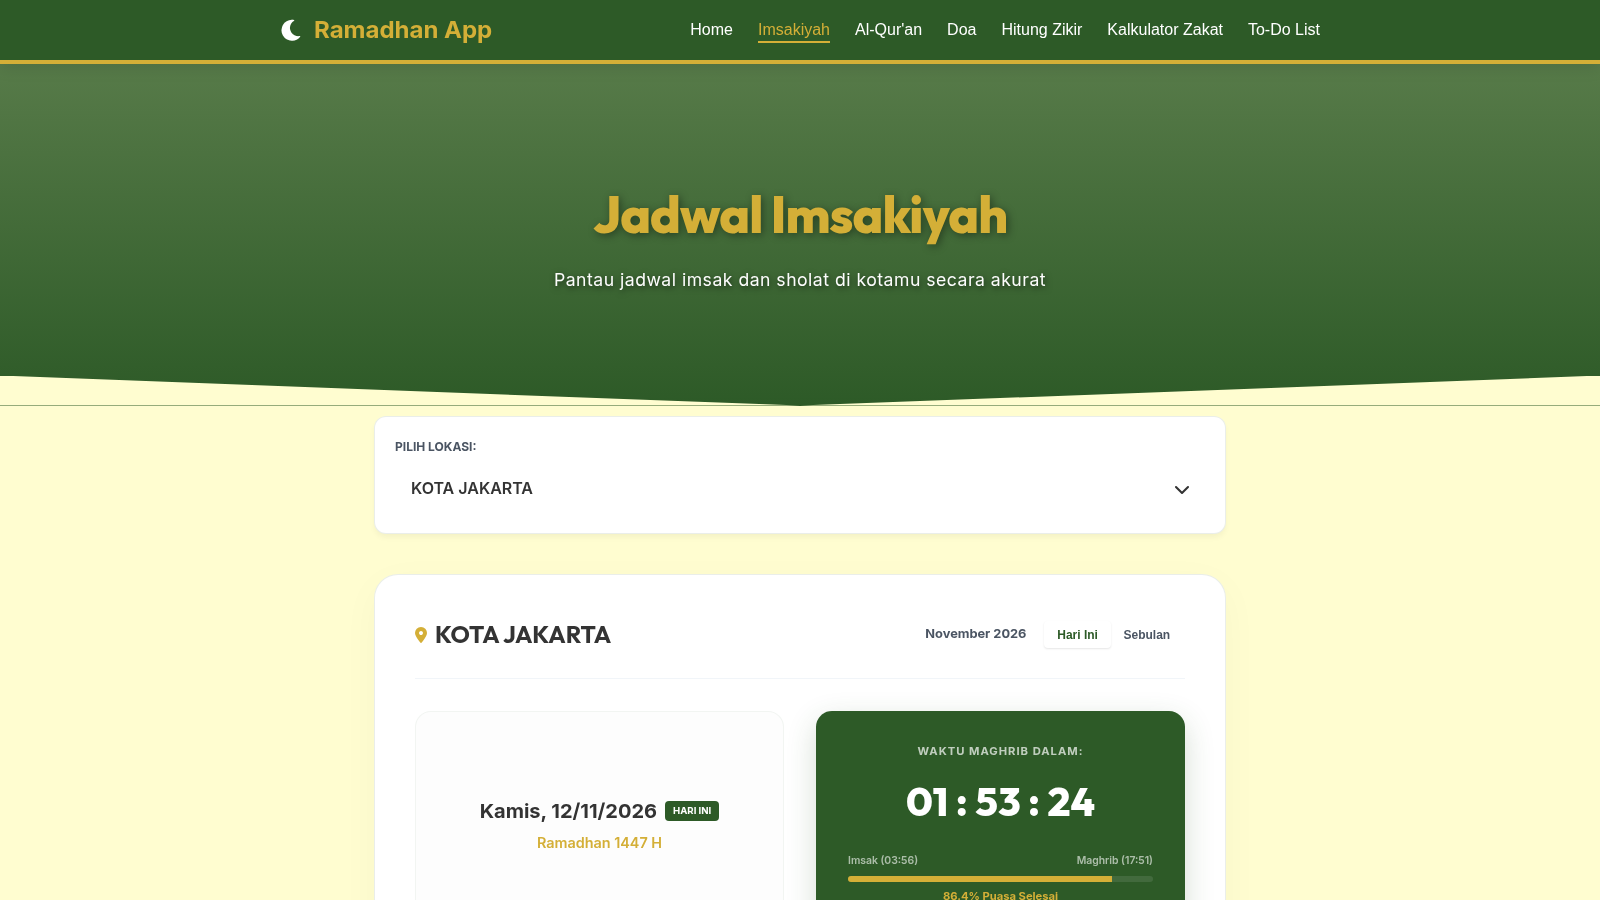 Ramadhan App
Home Imsakiyah Al-Qur'an Doa Hitung Zikir Kalkulator Zakat To-Do List
Jadwal Imsakiyah
Pantau jadwal imsak dan sholat di kotamu secara akurat
PILIH LOKASI:
KOTA JAKARTA
KOTA JAKARTA
November 2026 Hari Ini Sebulan
Kamis, 12/11/2026 HARI INI
Ramadhan 1447 H
WAKTU MAGHRIB DALAM:
01 : 53 : 24
Imsak (03:56) Maghrib (17:51)
86.4% Puasa Selesai